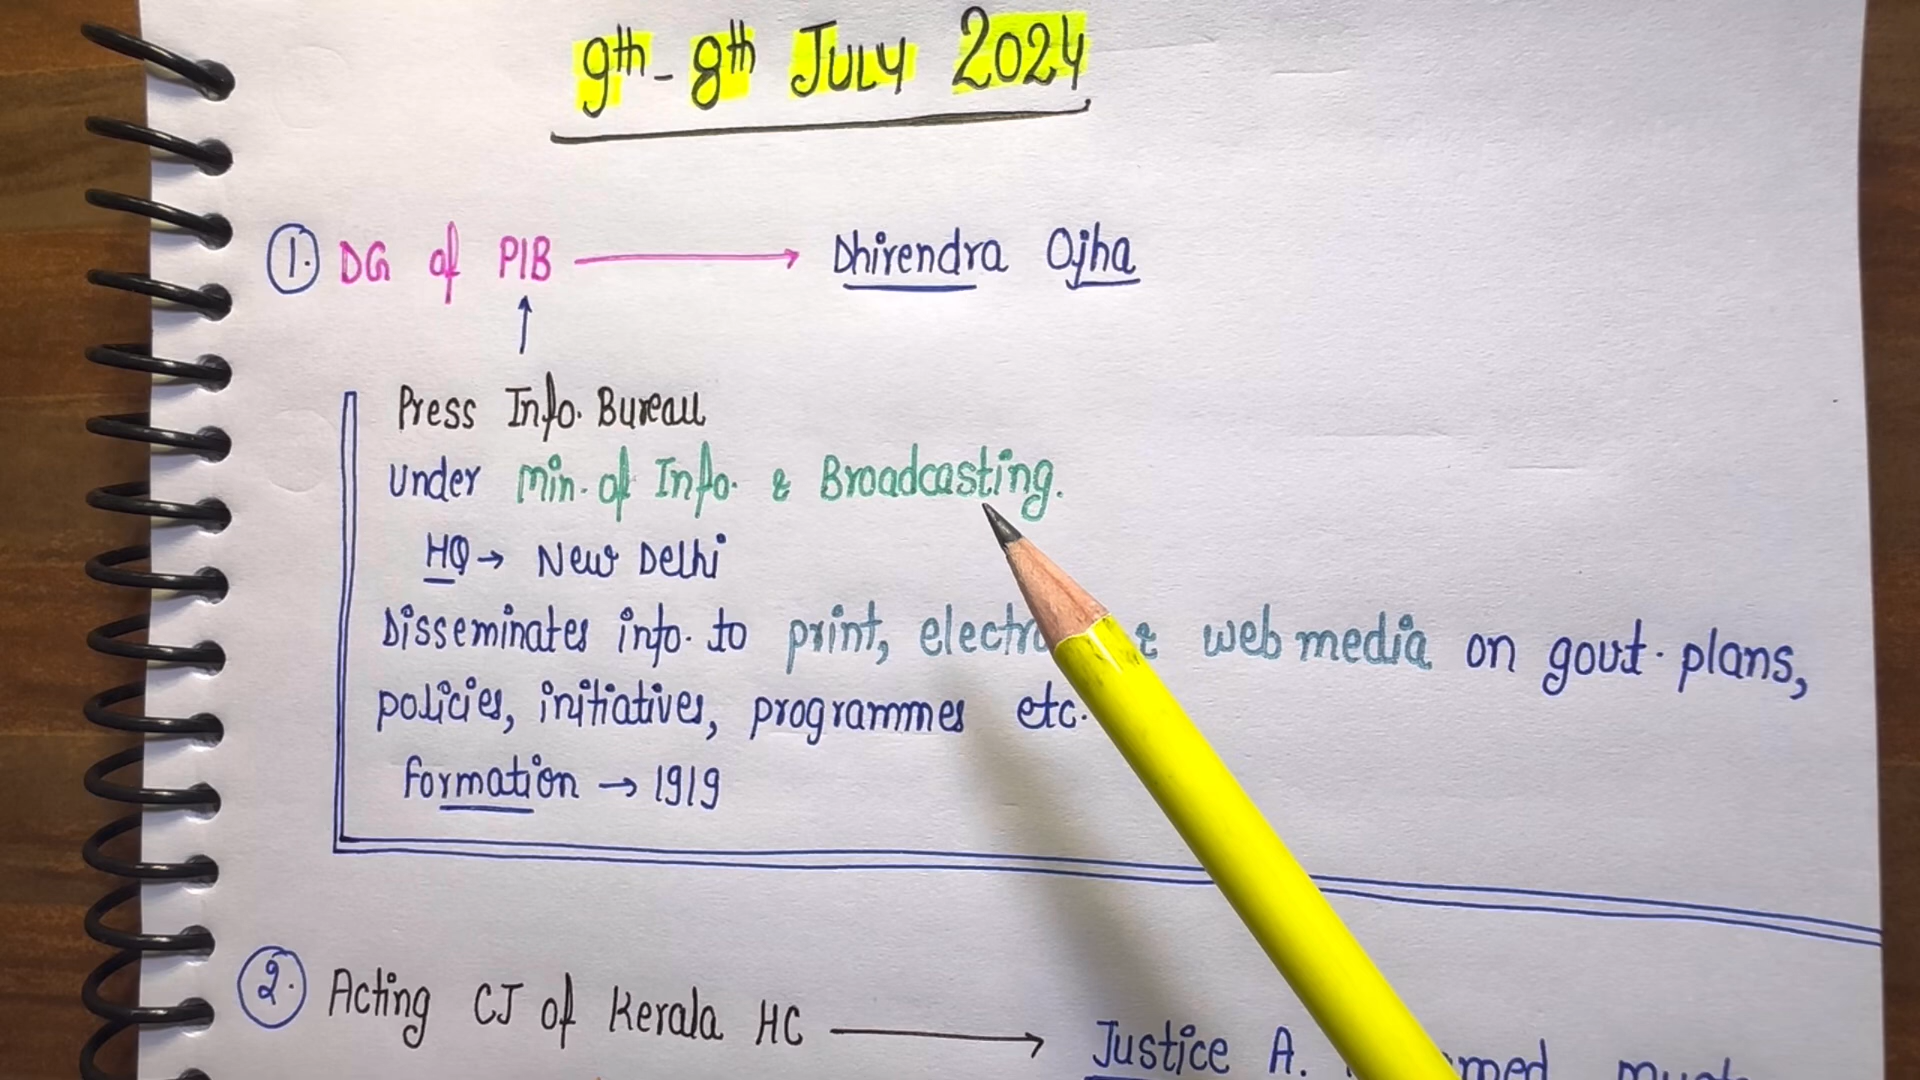 9th - 8th July 2024
1. DG of PIB → Dhirendra Ojha
↑
Press Info. Bureau
Under Min. of Info. & Broadcasting.
HQ → New Delhi
Disseminates info. to print, & web media on govt. plans,
policies, initiatives, programmes etc.
Formation → 1919
2. Acting CJ of Kerala HC → Justice A.